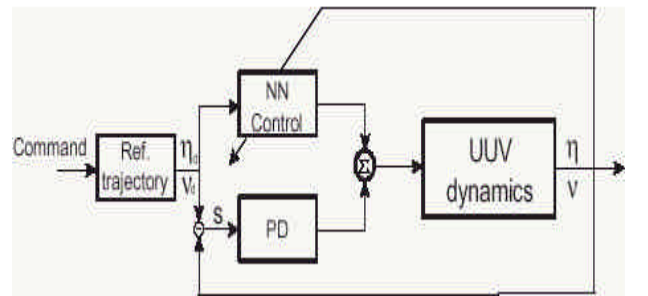 Command
Ref.
trajectory
ηd
νd
S
NN
Control
PD
Σ
UUV
dynamics
η
ν